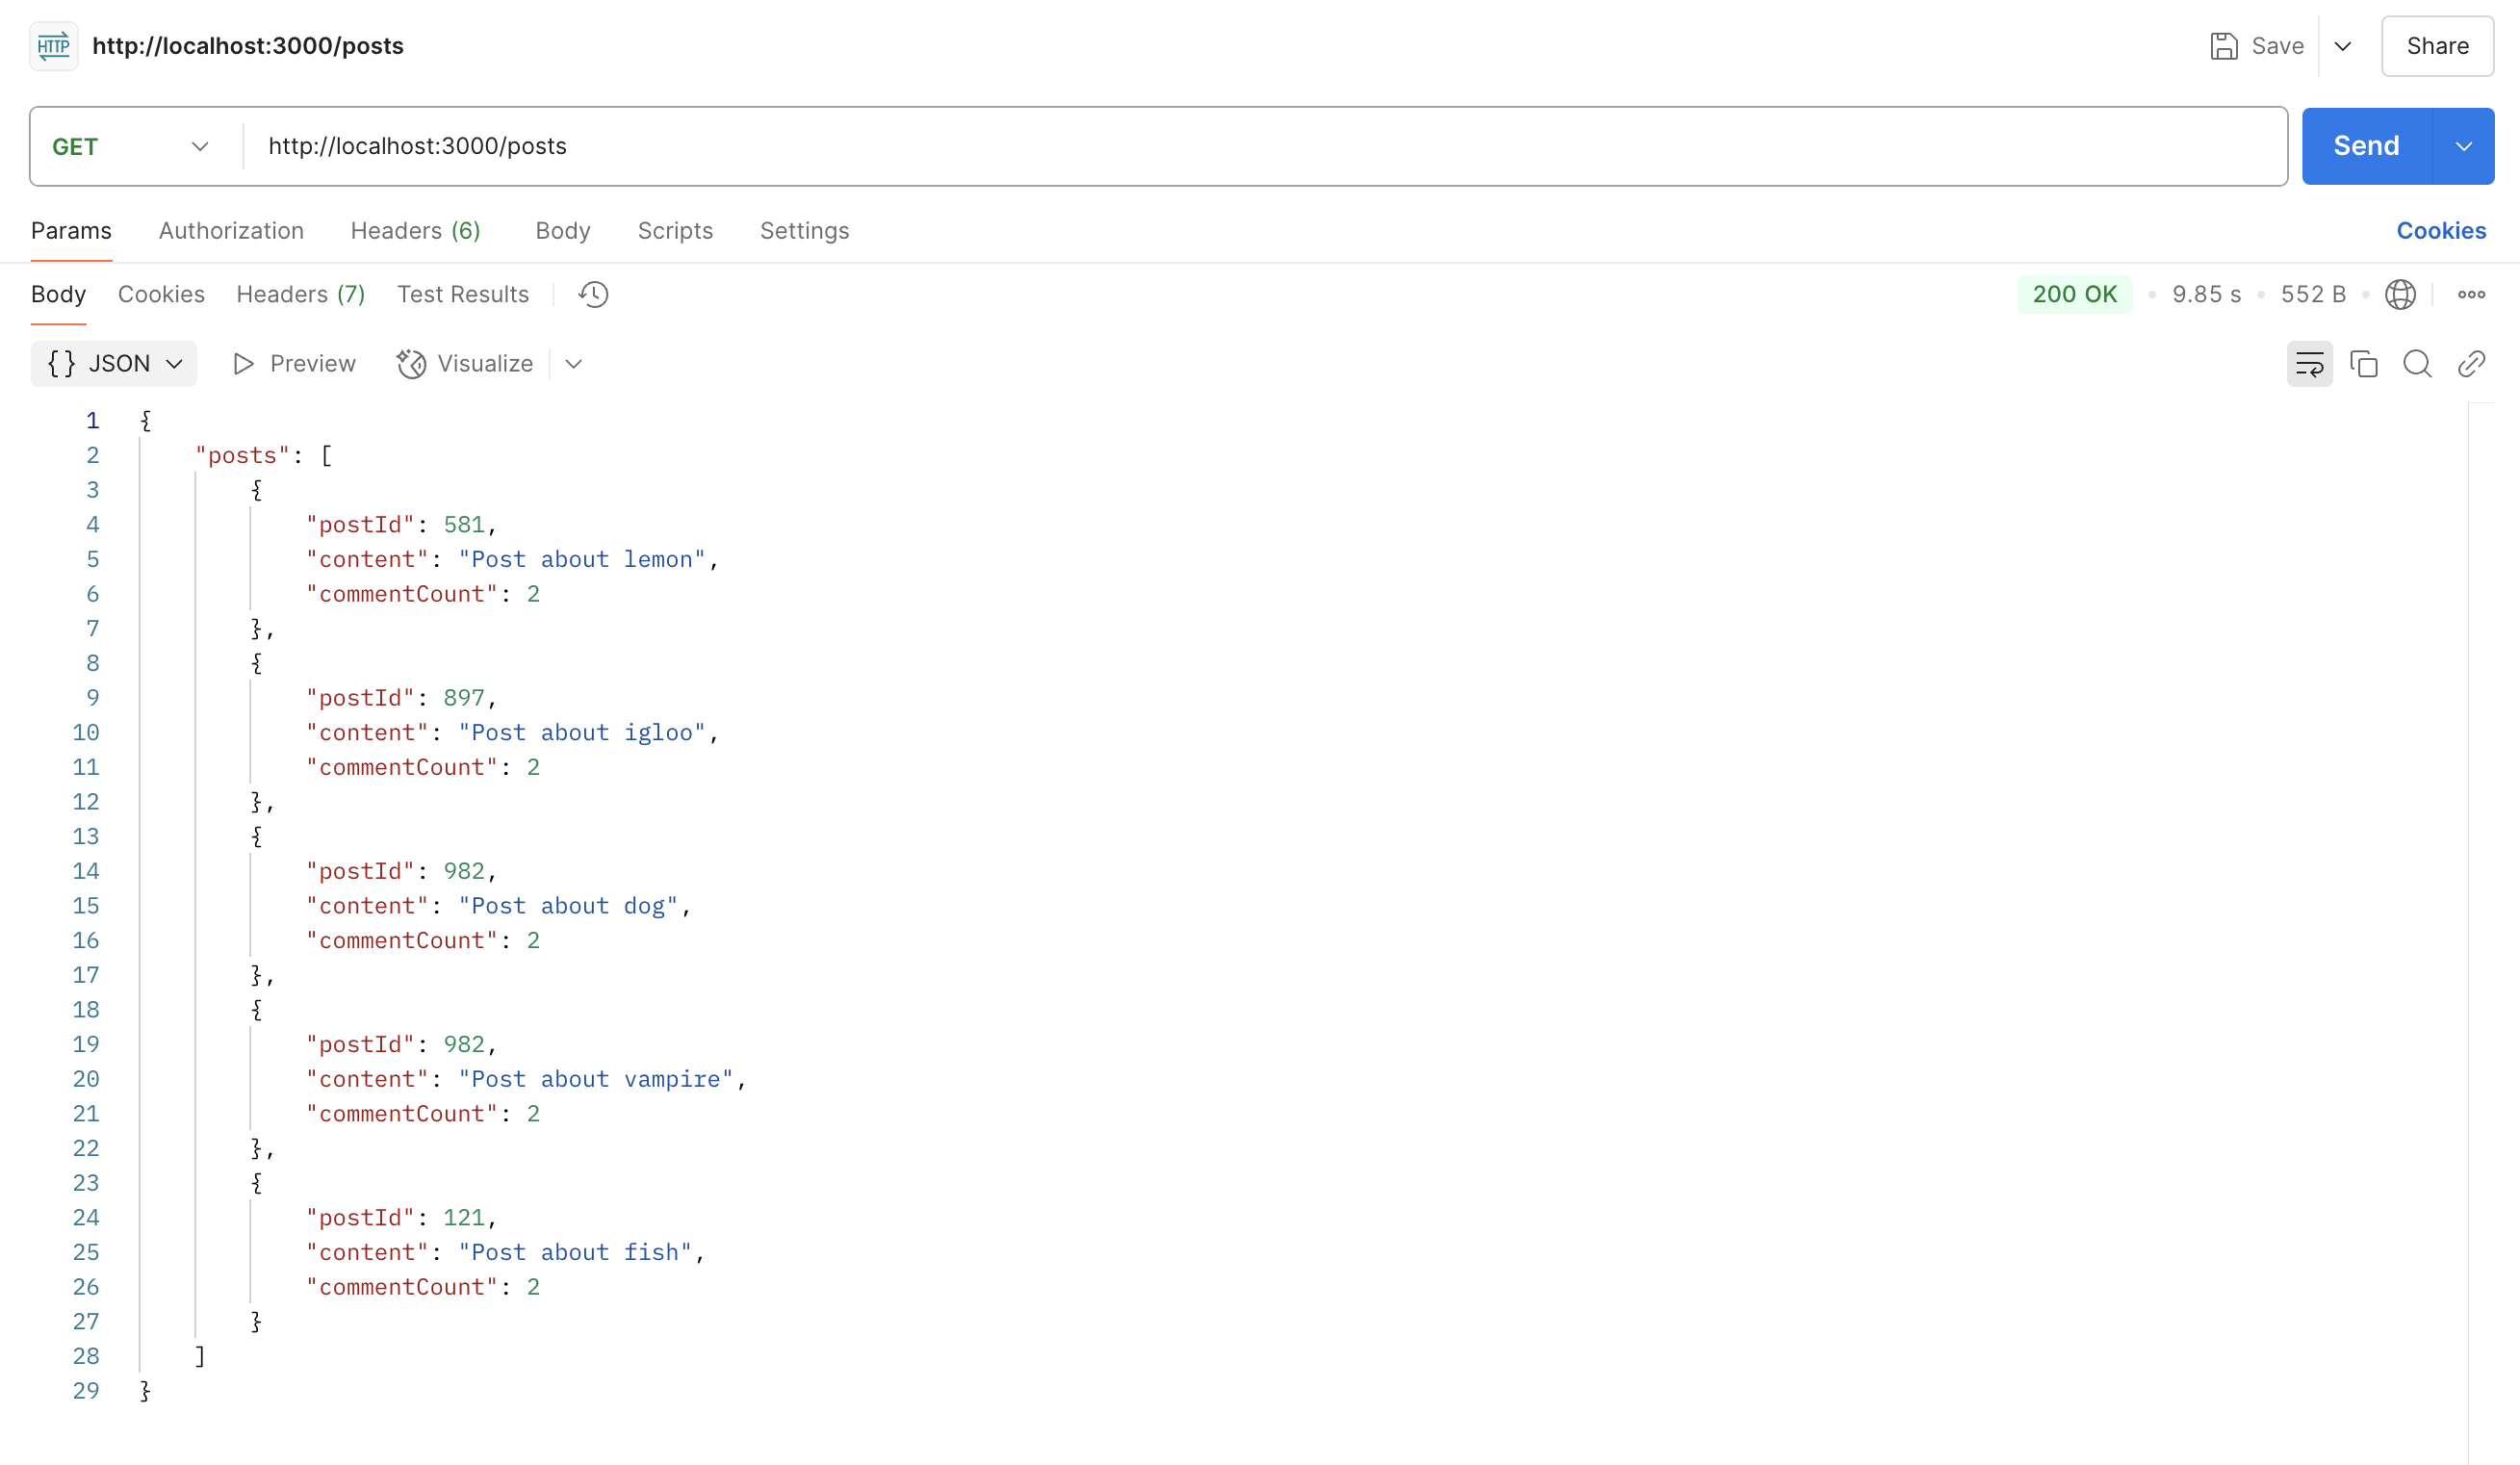 HTTP http://localhost:3000/posts Save Share
GET http://localhost:3000/posts Send
Params Authorization Headers (6) Body Scripts Settings Cookies
Body Cookies Headers (7) Test Results 200 OK • 9.85 s • 552 B •
{} JSON Preview Visualize
1 {
2 "posts": [
3 {
4 "postId": 581,
5 "content": "Post about lemon",
6 "commentCount": 2
7 },
8 {
9 "postId": 897,
10 "content": "Post about igloo",
11 "commentCount": 2
12 },
13 {
14 "postId": 982,
15 "content": "Post about dog",
16 "commentCount": 2
17 },
18 {
19 "postId": 982,
20 "content": "Post about vampire",
21 "commentCount": 2
22 },
23 {
24 "postId": 121,
25 "content": "Post about fish",
26 "commentCount": 2
27 }
28 ]
29 }